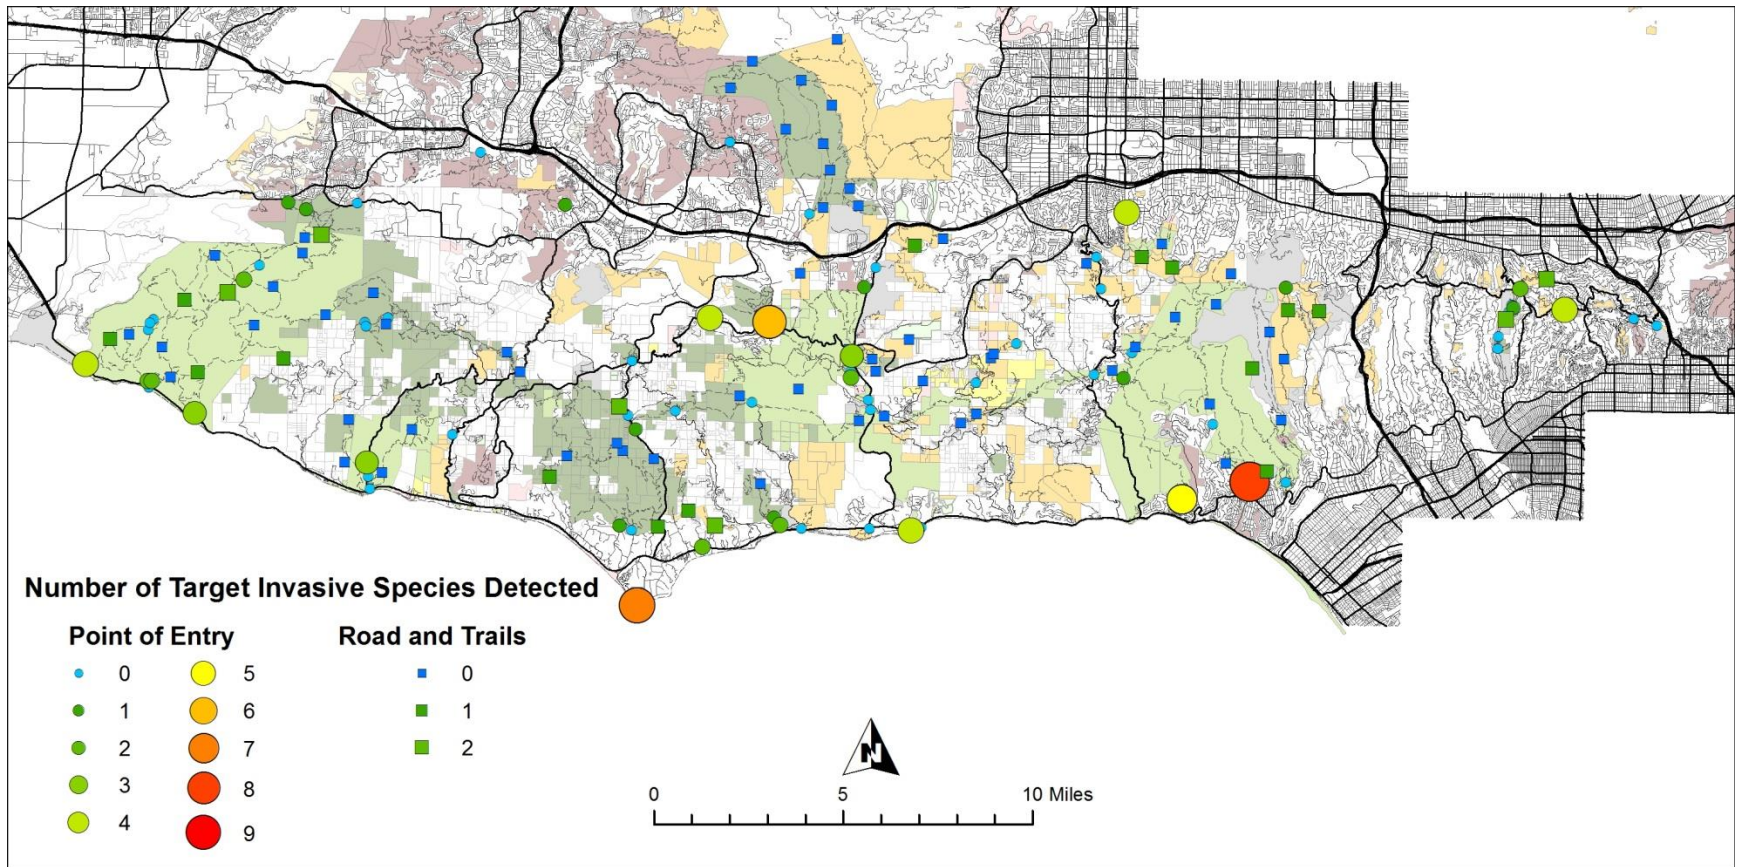 Number of Target Invasive Species Detected
Point of Entry
Road and Trails
0 5 0
1 6 1
2 7 2
3 8
4 9
N
0 5 10 Miles